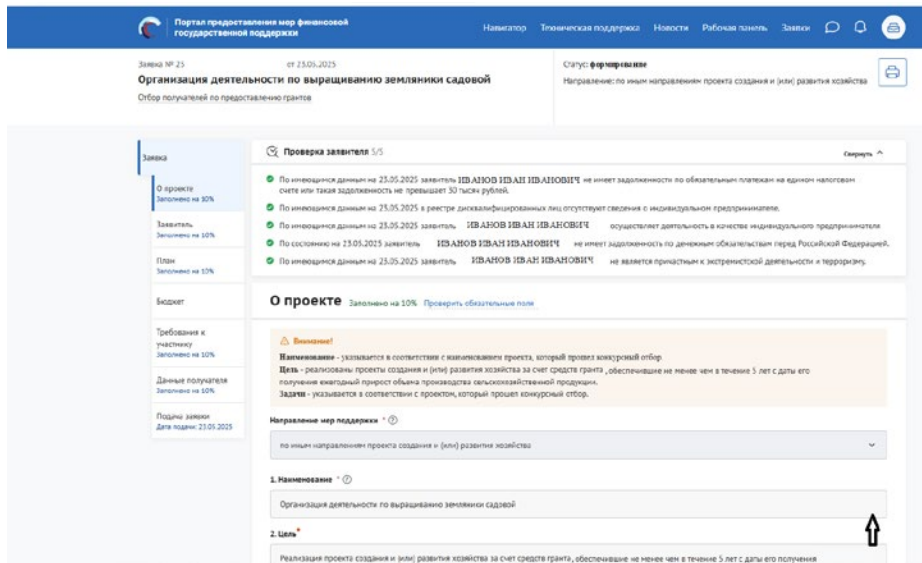 Портал предоставления мер финансовой
государственной поддержки
Навигатор Техническая поддержка Новости Рабочая панель Заявки
Заявка № 25 от 23.05.2025
Организация деятельности по выращиванию земляники садовой
Отбор получателей по предоставлению грантов
Статус: формирование
Направление: по иным направлениям проекта создания и (или) развития хозяйства
Заявка
О проекте
Заполнено на 10%
Заявитель
Заполнено на 10%
План
Заполнено на 10%
Бюджет
Требования к
участнику
Заполнено на 10%
Данные получателя
Заполнено на 10%
Подача заявки
Дата подачи: 23.05.2025
Проверка заявителя 5/5
Свернуть
По имеющимся данным на 23.05.2025 заявитель ИВАНОВ ИВАН ИВАНОВИЧ не имеет задолженности по обязательным платежам на едином налоговом
счете или такая задолженность не превышает 30 тысяч рублей.
По имеющимся данным на 23.05.2025 в реестре дисквалифицированных лиц отсутствуют сведения о индивидуальном предпринимателе.
По имеющимся данным на 23.05.2025 заявитель ИВАНОВ ИВАН ИВАНОВИЧ осуществляет деятельность в качестве индивидуального предпринимателя
По состоянию на 23.05.2025 заявитель ИВАНОВ ИВАН ИВАНОВИЧ не имеет задолженность по денежным обязательствам перед Российской Федерацией.
По имеющимся данным на 23.05.2025 заявитель ИВАНОВ ИВАН ИВАНОВИЧ не является причастным к экстремистской деятельности и терроризму.
О проекте Заполнено на 10% Проверить обязательные поля
Внимание!
Наименование - указывается в соответствии с наименованием проекта, который прошел конкурсный отбор
Цель - реализованы проекты создания и (или) развития хозяйства за счет средств гранта, обеспечившие не менее чем в течение 5 лет с даты его
получения ежегодный прирост объема производства сельскохозяйственной продукции.
Задачи - указывается в соответствии с проектом, который прошел конкурсный отбор.
Направление мер поддержки *
по иным направлениям проекта создания и (или) развития хозяйства
1. Наименование *
Организация деятельности по выращиванию земляники садовой
2. Цель*
Реализация проекта создания и (или) развития хозяйства за счет средств гранта, обеспечившие не менее чем в течение 5 лет с даты его получения